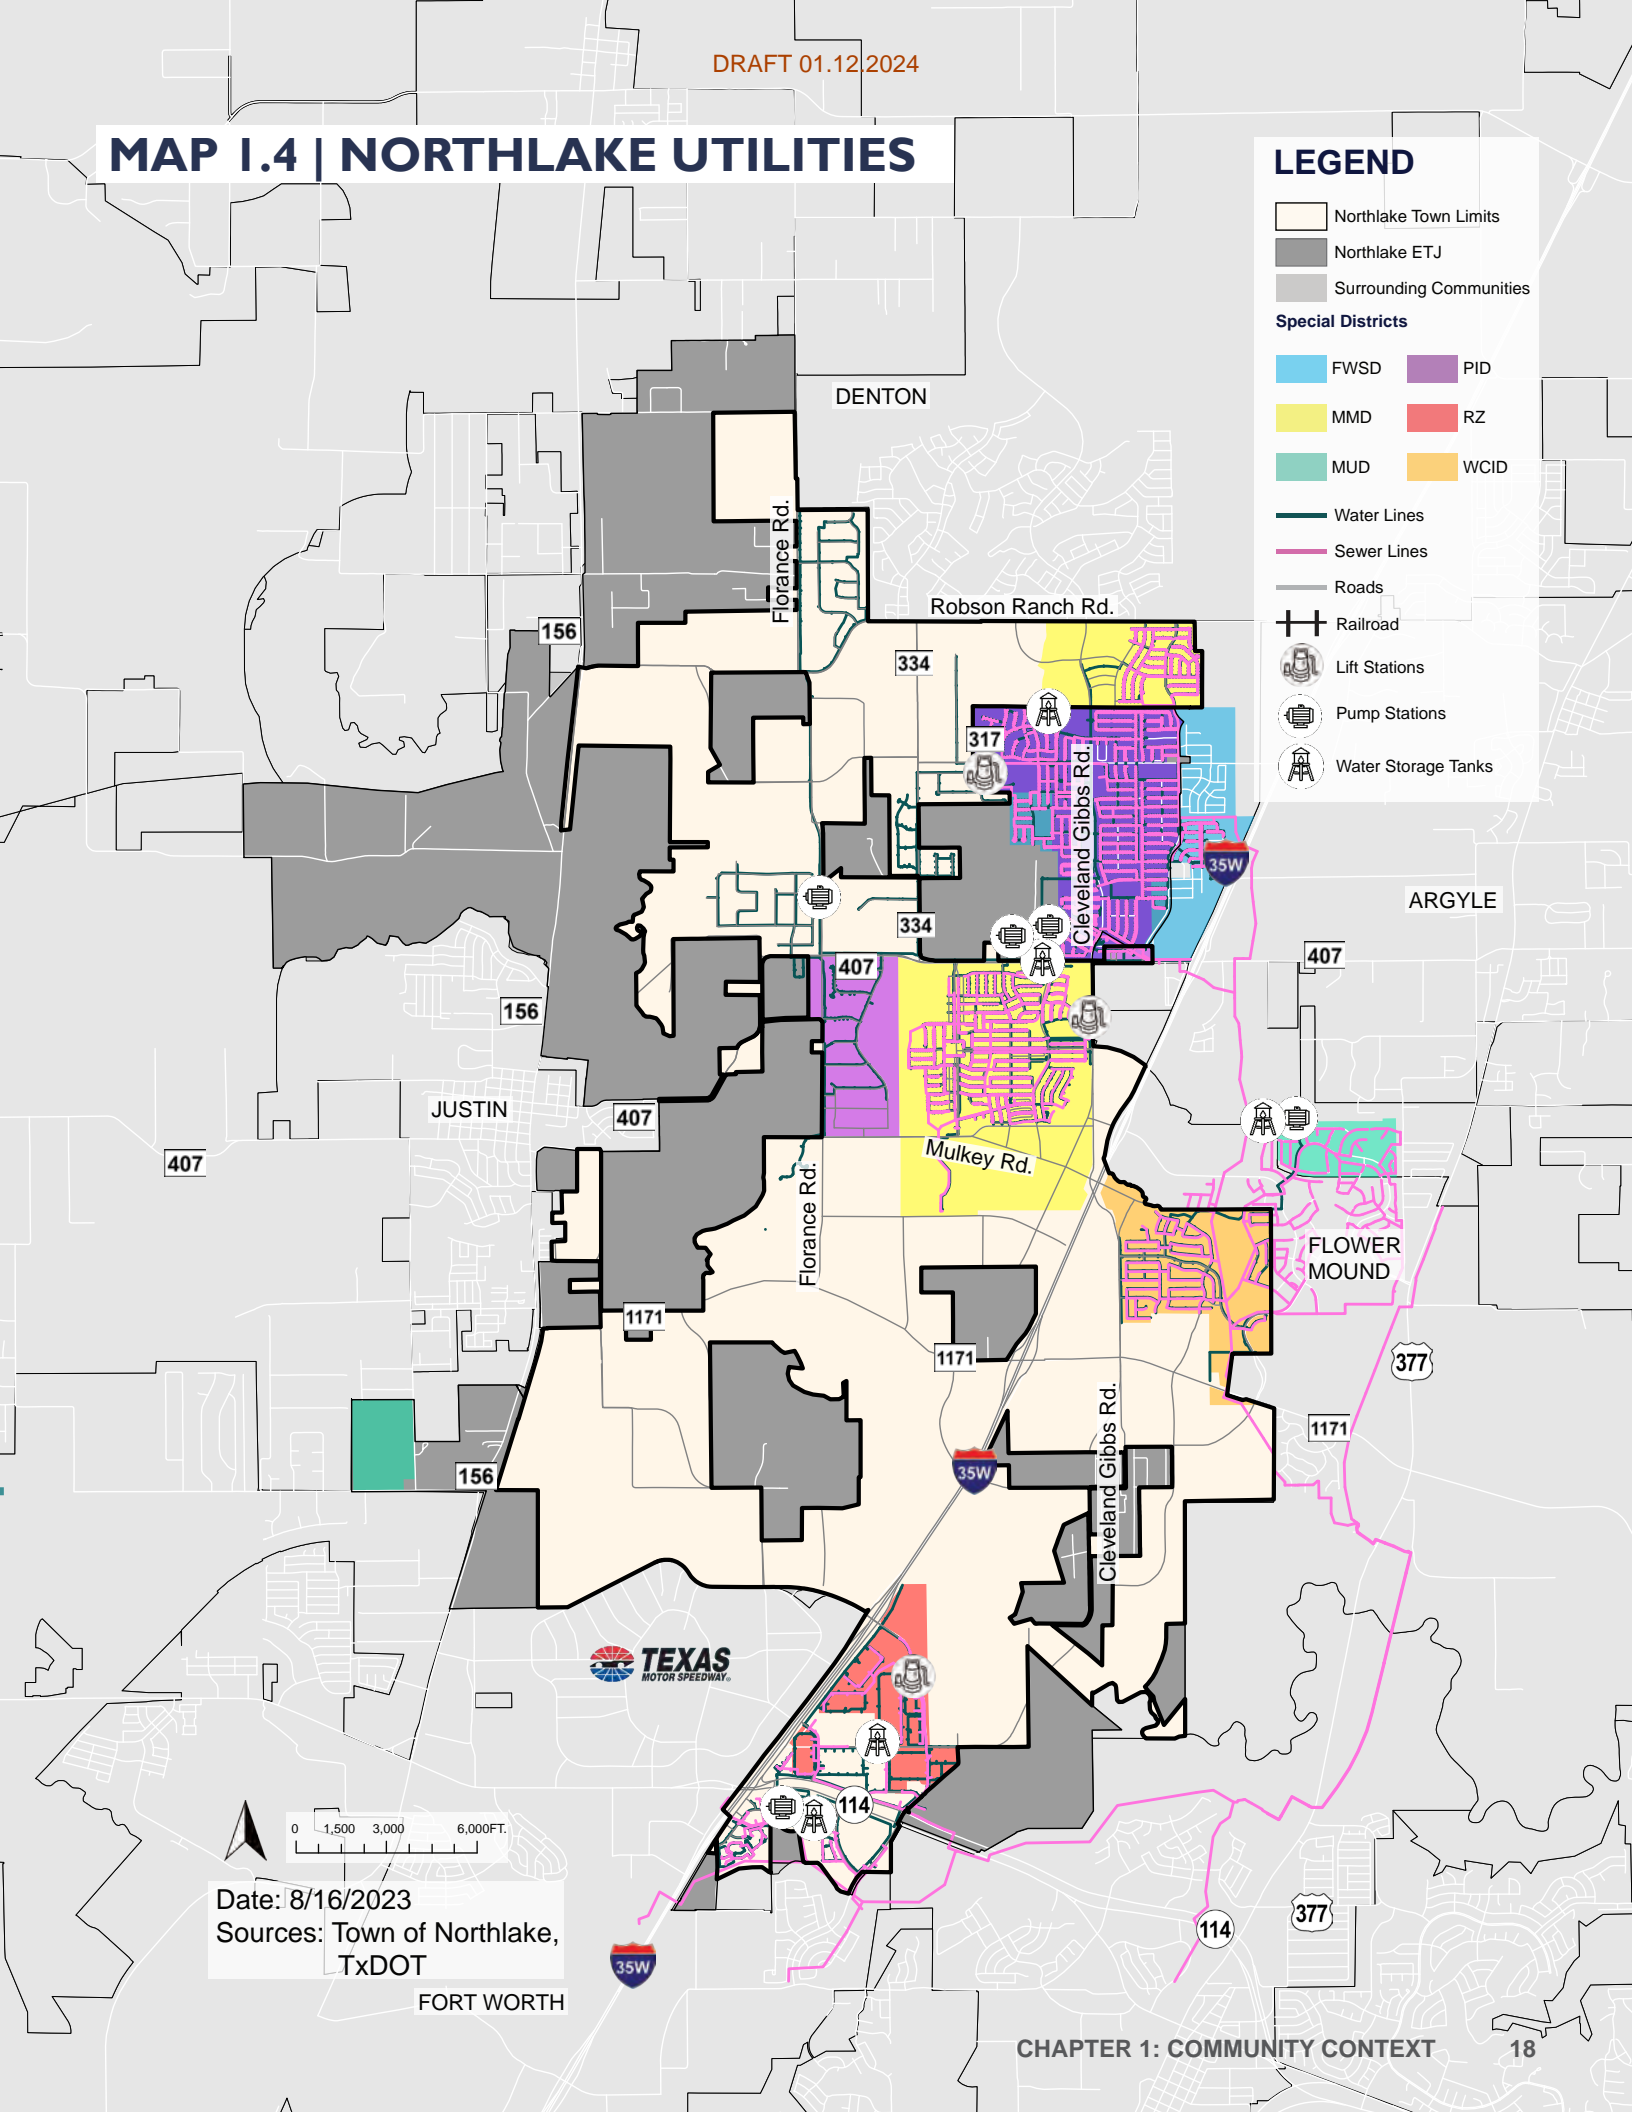 DRAFT 01.12.2024
MAP 1.4 | NORTHLAKE UTILITIES
LEGEND
Northlake Town Limits
Northlake ETJ
Surrounding Communities
Special Districts
FWSD
PID
MMD
RZ
MUD
WCID
Water Lines
Sewer Lines
Roads
Railroad
Lift Stations
Pump Stations
Water Storage Tanks
DENTON
Florance Rd.
Robson Ranch Rd.
156
334
317
Cleveland Gibbs Rd.
35W
ARGYLE
334
407
407
156
JUSTIN
407
407
Mulkey Rd.
Florance Rd.
FLOWER
MOUND
1171
1171
377
Cleveland Gibbs Rd.
1171
35W
156
TEXAS
MOTOR SPEEDWAY®
114
0 1,500 3,000 6,000FT.
Date: 8/16/2023
Sources: Town of Northlake,
TxDOT
377
114
35W
FORT WORTH
CHAPTER 1: COMMUNITY CONTEXT 18